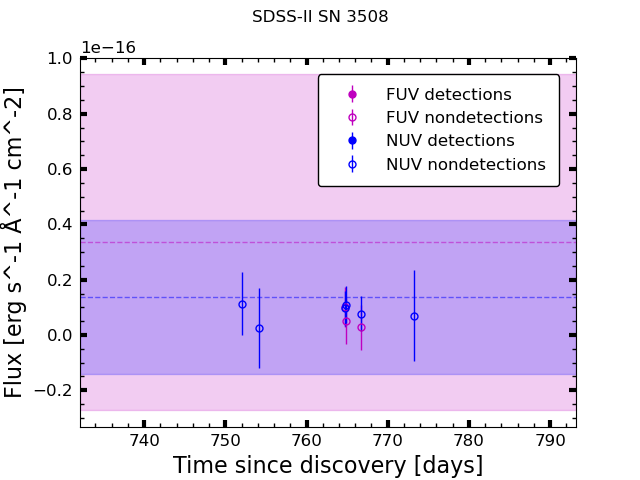 SDSS-II SN 3508
1e−16
FUV detections
FUV nondetections
NUV detections
NUV nondetections
1.0
0.8
0.6
0.4
0.2
0.0
−0.2
Flux [erg s^-1 Å^-1 cm^-2]
740 750 760 770 780 790
Time since discovery [days]